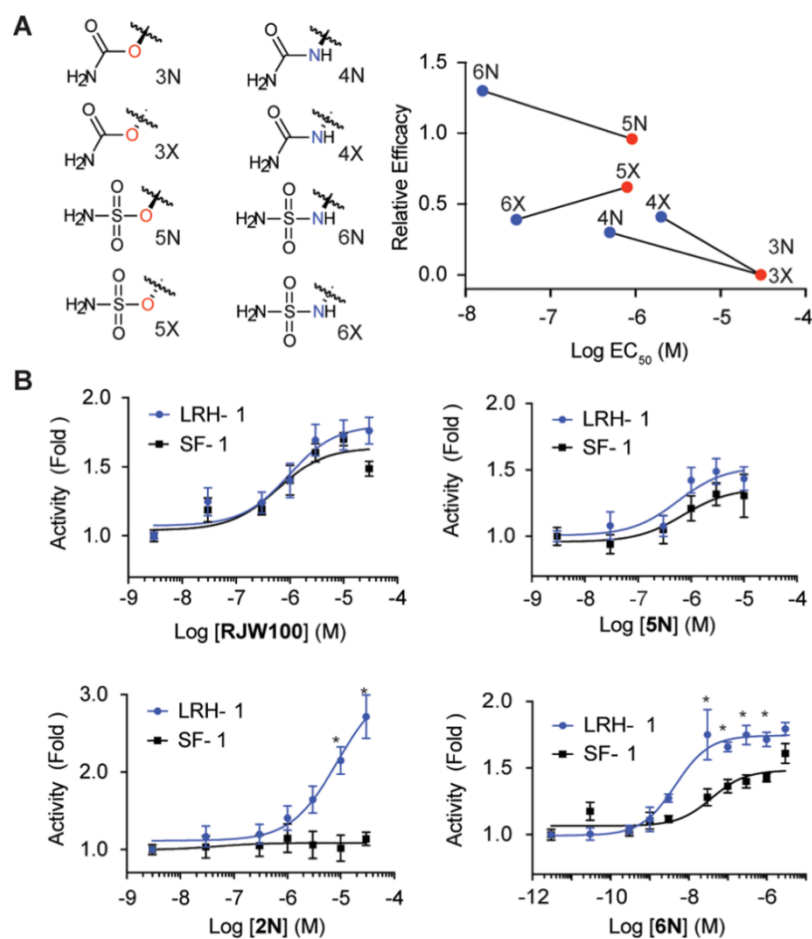 A
O
H2N
O
3N
O
H2N
NH
4N
O
H2N
O
3X
O
H2N
NH
4X
O
H2N S O
O
5N
O
H2N S NH
O
6N
O
H2N S O
O
5X
O
H2N S NH
O
6X
Relative Efficacy
1.5
1.0
0.5
0.0
6N
5N
5X
6X
4N
4X
3N
3X
-8 -7 -6 -5 -4
Log EC50 (M)
B
Activity (Fold)
2.0
1.5
1.0
LRH- 1
SF- 1
-9 -8 -7 -6 -5 -4
Log [RJW100] (M)
Activity (Fold)
2.0
1.5
1.0
LRH- 1
SF- 1
-9 -8 -7 -6 -5 -4
Log [5N] (M)
Activity (Fold )
3.0
2.0
1.0
LRH- 1
SF- 1
* *
-9 -8 -7 -6 -5 -4
Log [2N] (M)
Activity (Fold )
2.0
1.5
1.0
LRH- 1
SF- 1
* * * *
-12 -10 -8 -6
Log [6N] (M)